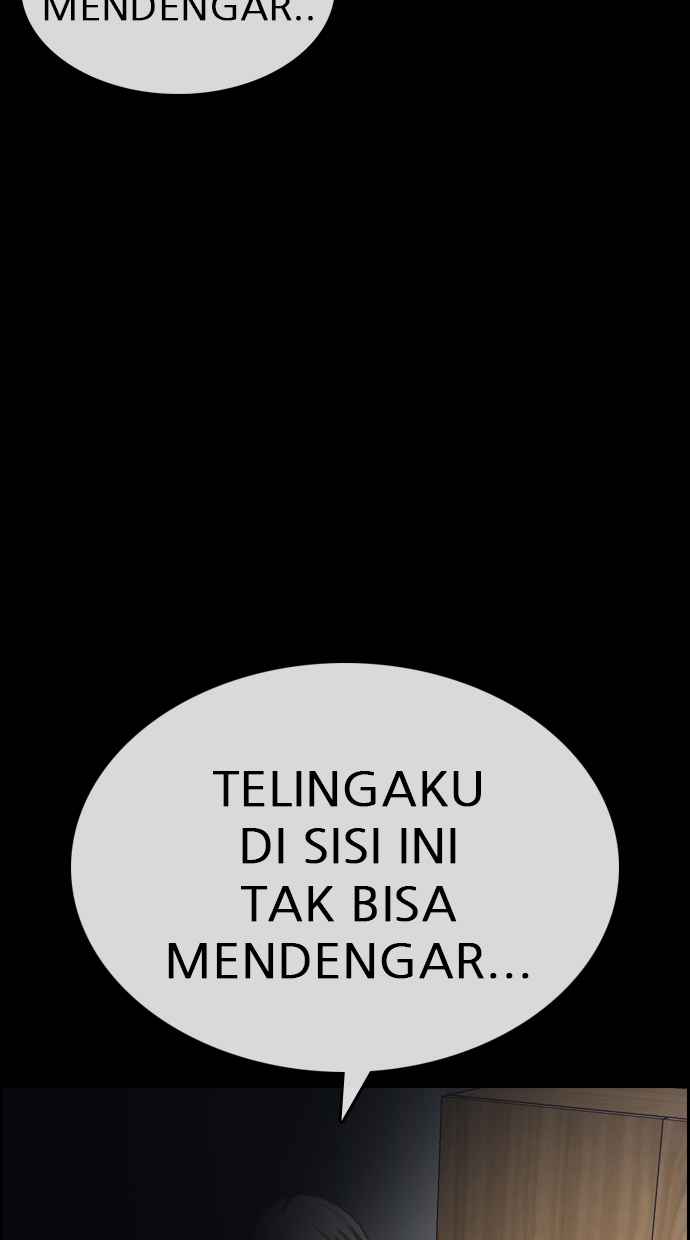 MENDENGAR..
TELINGAKU
DI SISI INI
TAK BISA
MENDENGAR...